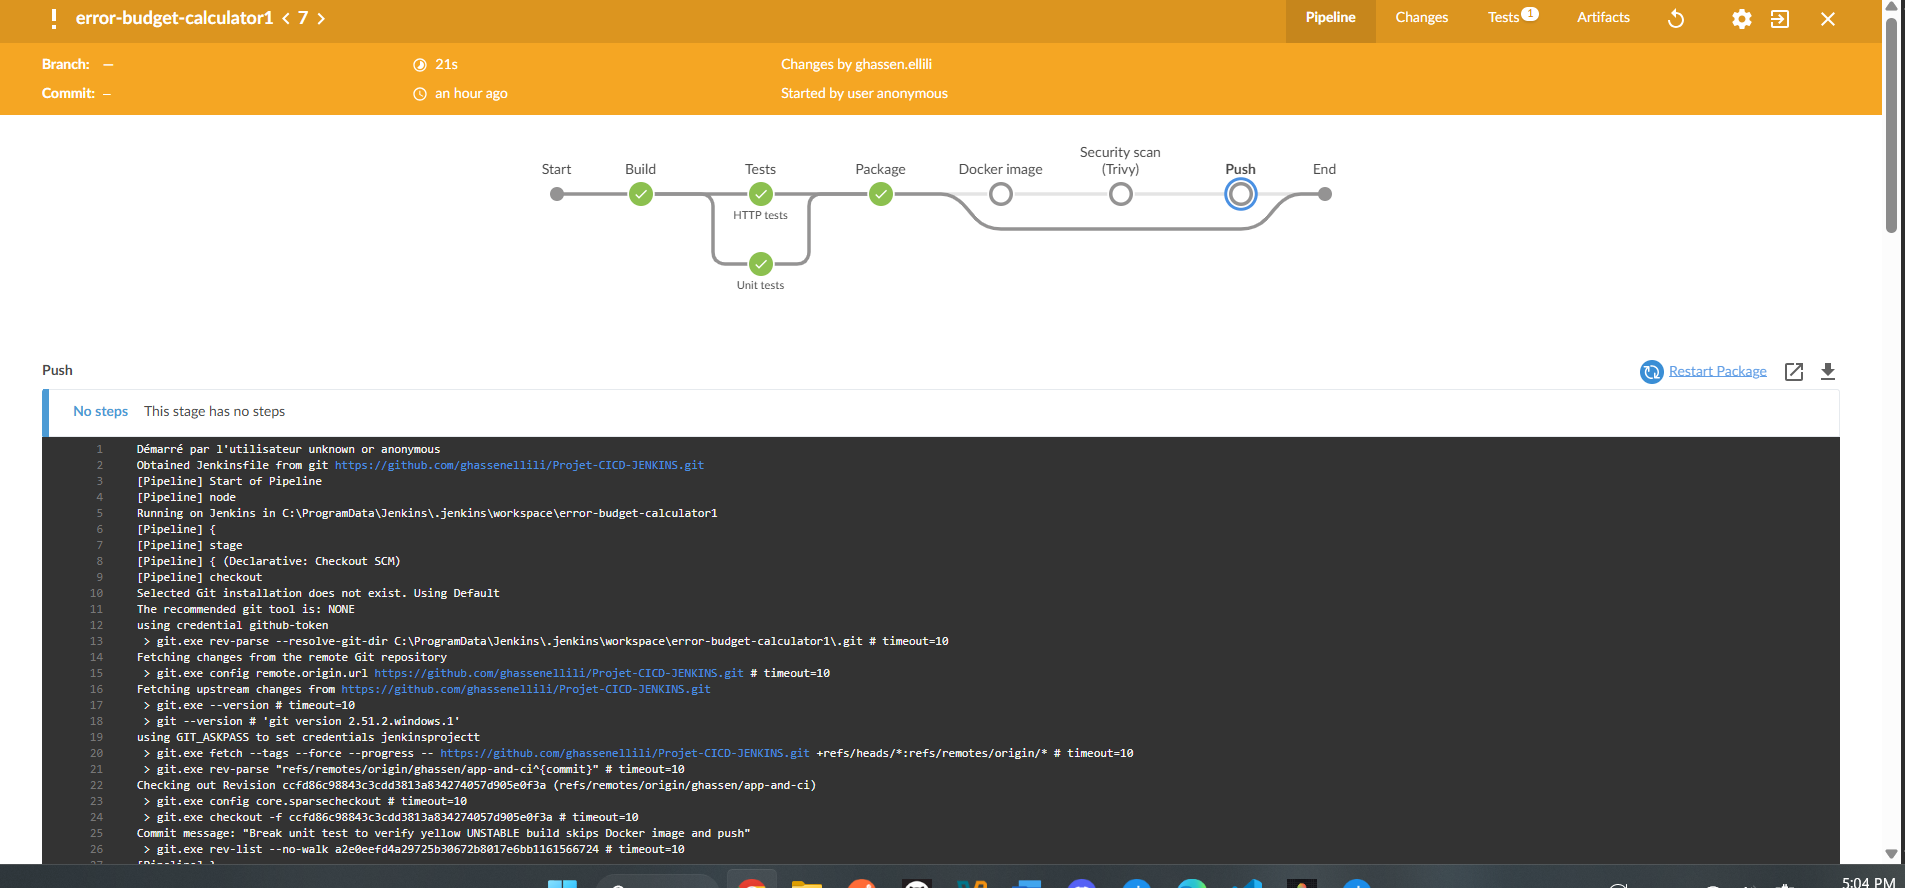 error-budget-calculator1 < 7 >
Pipeline
Changes
Tests 1
Artifacts
Branch: —
21s
Changes by ghassen.ellili
Commit: –
an hour ago
Started by user anonymous
Start
Build
Tests
Package
Docker image
Security scan
(Trivy)
Push
End
HTTP tests
Unit tests
Push
Restart Package
No steps This stage has no steps
1 Démarré par l'utilisateur unknown or anonymous
2 Obtained Jenkinsfile from git https://github.com/ghassenellili/Projet-CICD-JENKINS.git
3 [Pipeline] Start of Pipeline
4 [Pipeline] node
5 Running on Jenkins in C:\ProgramData\Jenkins\.jenkins\workspace\error-budget-calculator1
6 [Pipeline] {
7 [Pipeline] stage
8 [Pipeline] { (Declarative: Checkout SCM)
9 [Pipeline] checkout
10 Selected Git installation does not exist. Using Default
11 The recommended git tool is: NONE
12 using credential github-token
13 > git.exe rev-parse --resolve-git-dir C:\ProgramData\Jenkins\.jenkins\workspace\error-budget-calculator1\.git # timeout=10
14 Fetching changes from the remote Git repository
15 > git.exe config remote.origin.url https://github.com/ghassenellili/Projet-CICD-JENKINS.git # timeout=10
16 Fetching upstream changes from https://github.com/ghassenellili/Projet-CICD-JENKINS.git
17 > git.exe --version # timeout=10
18 > git --version # 'git version 2.51.2.windows.1'
19 using GIT_ASKPASS to set credentials jenkinsprojectt
20 > git.exe fetch --tags --force --progress -- https://github.com/ghassenellili/Projet-CICD-JENKINS.git +refs/heads/*:refs/remotes/origin/* # timeout=10
21 > git.exe rev-parse "refs/remotes/origin/ghassen/app-and-ci^{commit}" # timeout=10
22 Checking out Revision ccfd86c98843c3cdd3813a834274057d905e0f3a (refs/remotes/origin/ghassen/app-and-ci)
23 > git.exe config core.sparsecheckout # timeout=10
24 > git.exe checkout -f ccfd86c98843c3cdd3813a834274057d905e0f3a # timeout=10
25 Commit message: "Break unit test to verify yellow UNSTABLE build skips Docker image and push"
26 > git.exe rev-list --no-walk a2e0eefd4a29725b30672b8017e6bb1161566724 # timeout=10
27 [Pipeline] }
5:04 PM